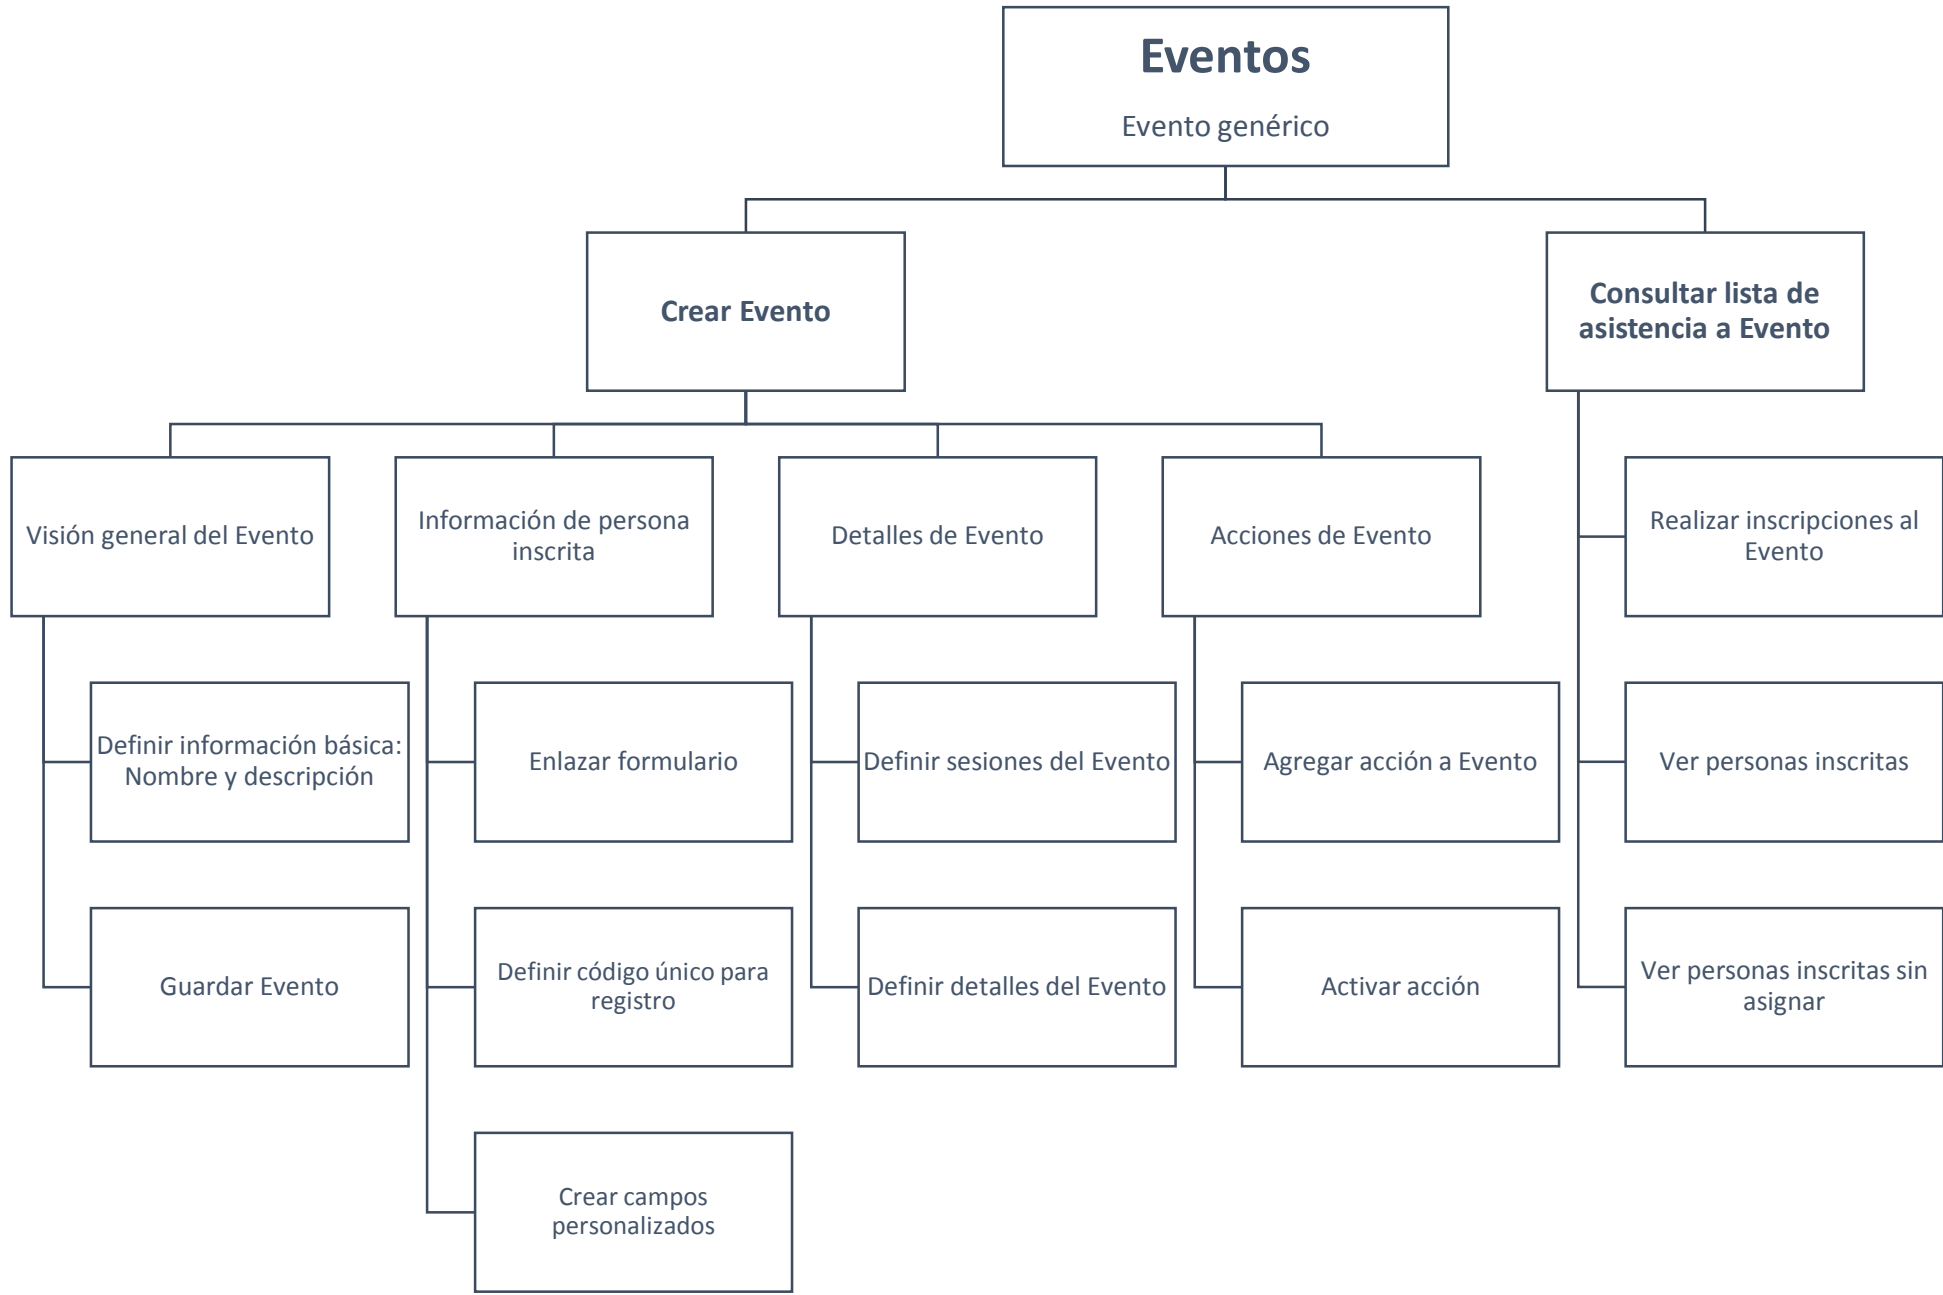 Eventos
Evento genérico
Crear Evento
Consultar lista de
asistencia a Evento
Visión general del Evento
Información de persona
inscrita
Detalles de Evento
Acciones de Evento
Realizar inscripciones al
Evento
Definir información básica:
Nombre y descripción
Enlazar formulario
Definir sesiones del Evento
Agregar acción a Evento
Ver personas inscritas
Guardar Evento
Definir código único para
registro
Definir detalles del Evento
Activar acción
Ver personas inscritas sin
asignar
Crear campos
personalizados